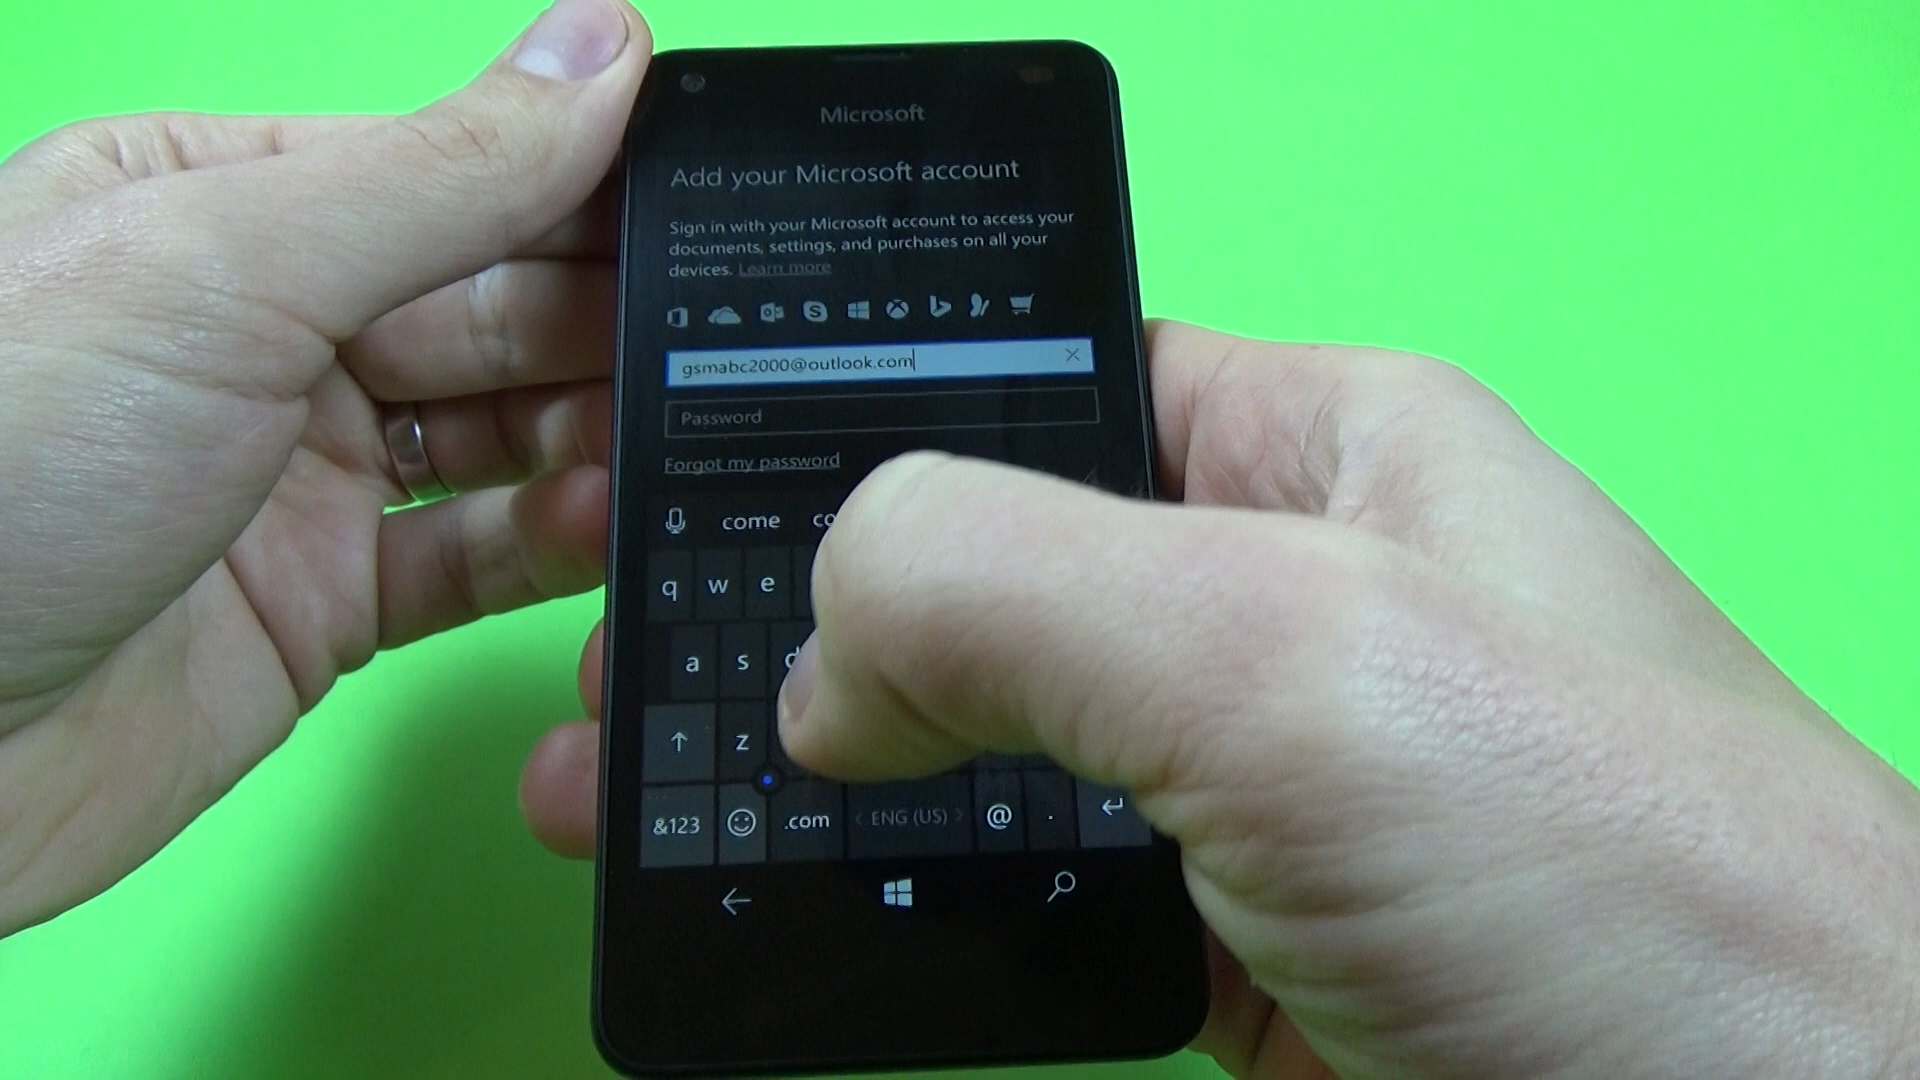 Microsoft
Add your Microsoft account
Sign in with your Microsoft account to access your
documents, settings, and purchases on all your
devices. Learn more
gsmabc2000@outlook.com
Password
Forgot my password
come co
q w e
a s d
z
&123 .com < ENG (US) > @ .